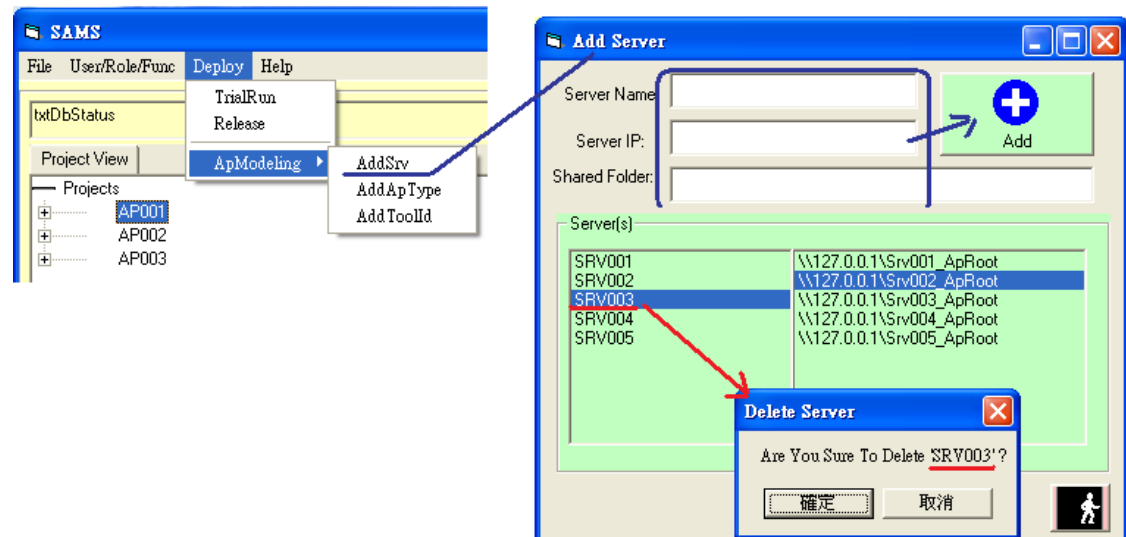 SAMS
File User/Role/Func Deploy Help
TrialRun
Release
ApModeling
AddSrv
AddApType
AddToolId
txtDbStatus
Project View
Projects
AP001
AP002
AP003
Add Server
Server Name
Server IP:
Shared Folder:
Add
Server(s)
SRV001 \\127.0.0.1\Srv001_ApRoot
SRV002 \\127.0.0.1\Srv002_ApRoot
SRV003 \\127.0.0.1\Srv003_ApRoot
SRV004 \\127.0.0.1\Srv004_ApRoot
SRV005 \\127.0.0.1\Srv005_ApRoot
Delete Server
Are You Sure To Delete 'SRV003'?
確定 取消